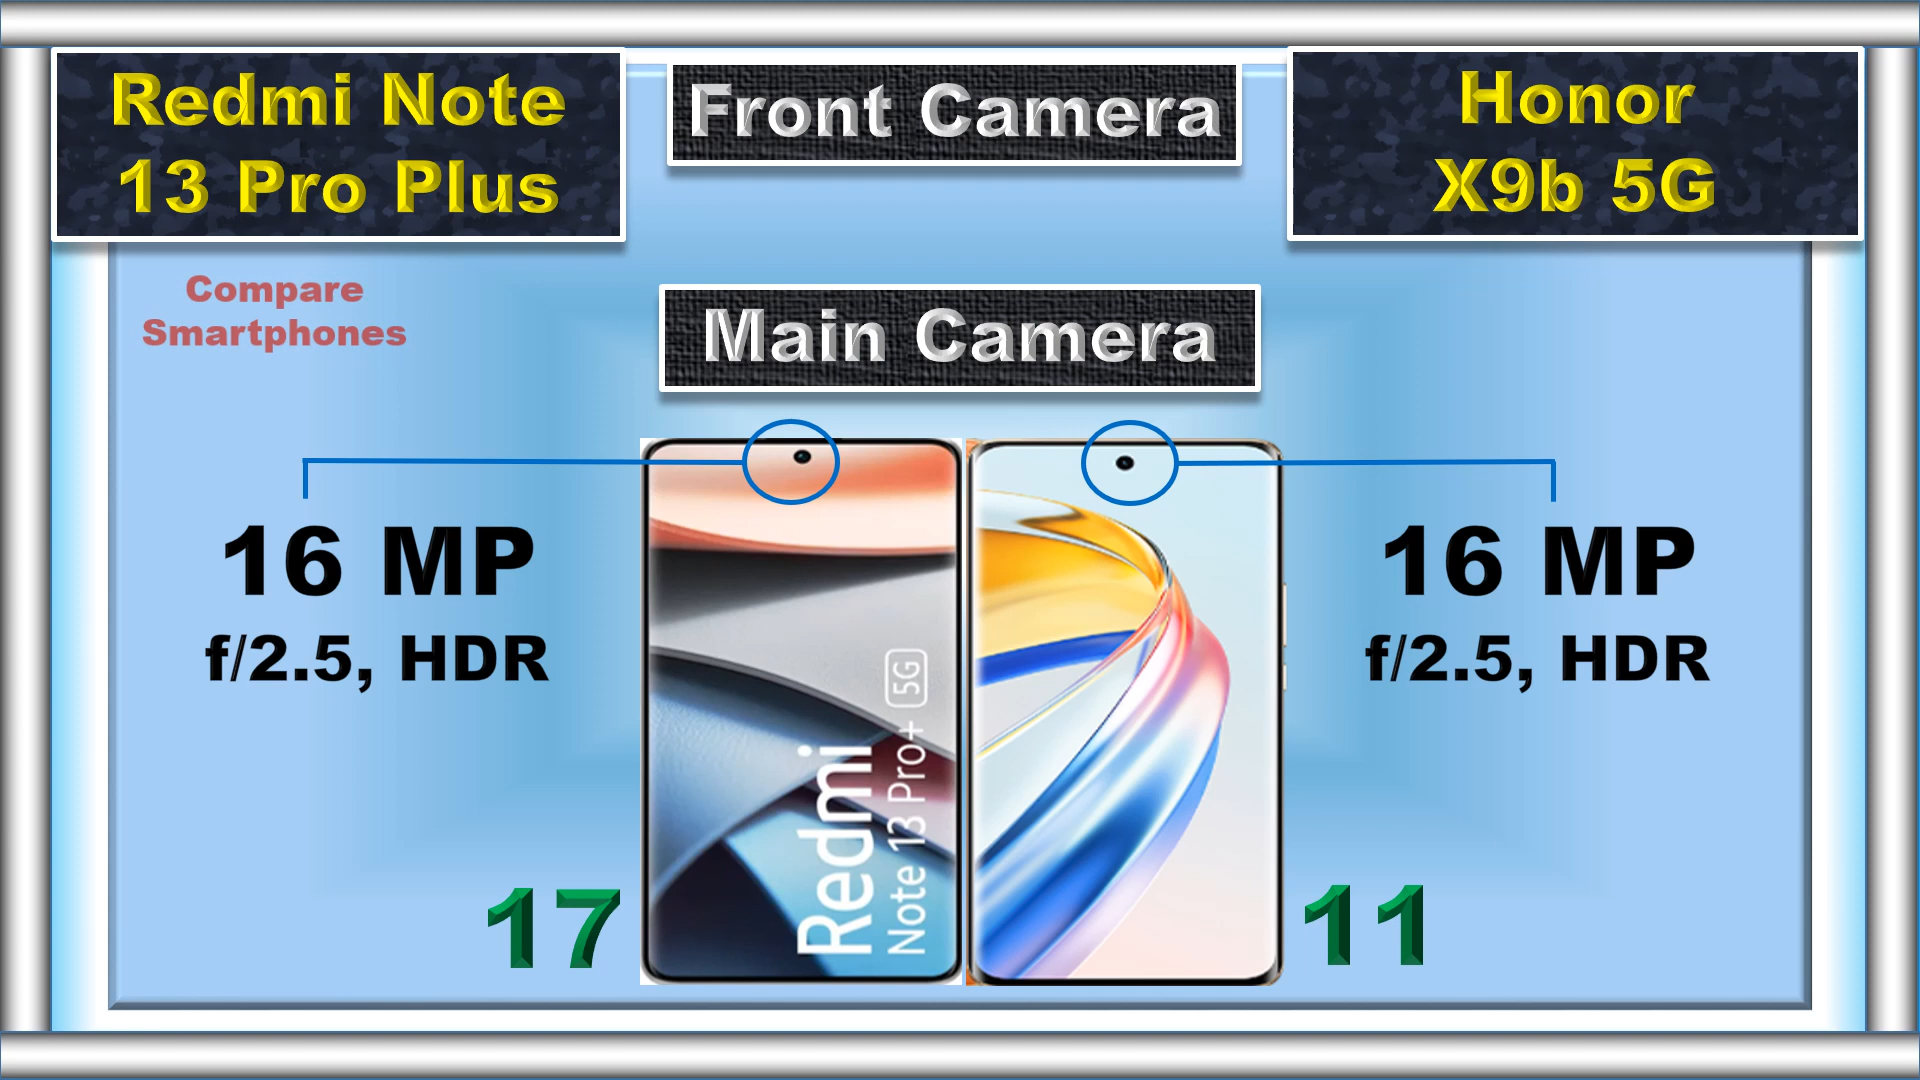 Redmi Note
13 Pro Plus
Front Camera
Honor
X9b 5G
Compare
Smartphones
Main Camera
16 MP
f/2.5, HDR
16 MP
f/2.5, HDR
Redmi
Note 13 Pro+ 5G
17
11